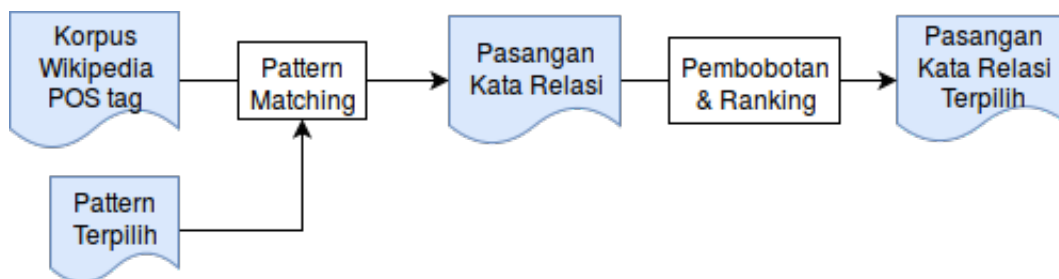 Korpus
Wikipedia
POS tag
Pattern
Matching
Pasangan
Kata Relasi
Pembobotan
& Ranking
Pasangan
Kata Relasi
Terpilih
Pattern
Terpilih